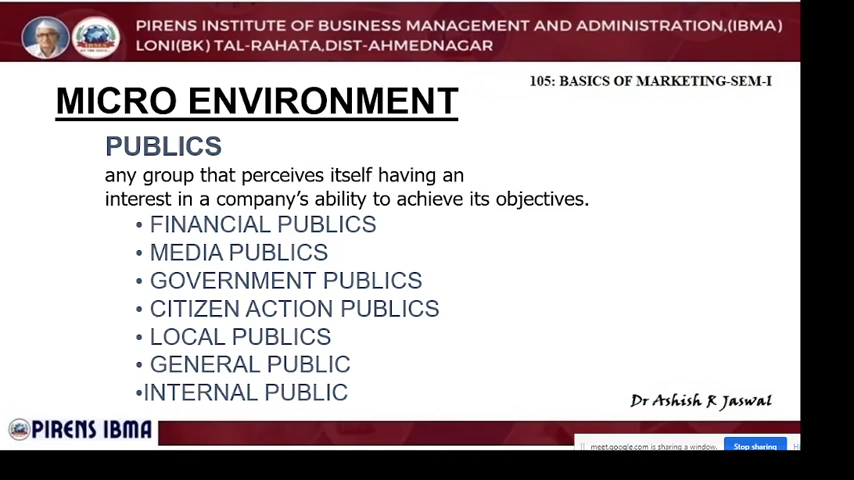 PIRENS INSTITUTE OF BUSINESS MANAGEMENT AND ADMINISTRATION,(IBMA)
LONI(BK) TAL-RAHATA,DIST-AHMEDNAGAR
105: BASICS OF MARKETING-SEM-I
MICRO ENVIRONMENT
PUBLICS
any group that perceives itself having an
interest in a company's ability to achieve its objectives.
• FINANCIAL PUBLICS
• MEDIA PUBLICS
• GOVERNMENT PUBLICS
• CITIZEN ACTION PUBLICS
• LOCAL PUBLICS
• GENERAL PUBLIC
•INTERNAL PUBLIC
Dr Ashish R Jaswal
PIRENS IBMA
meet.google.com is sharing a window.
Stop sharing